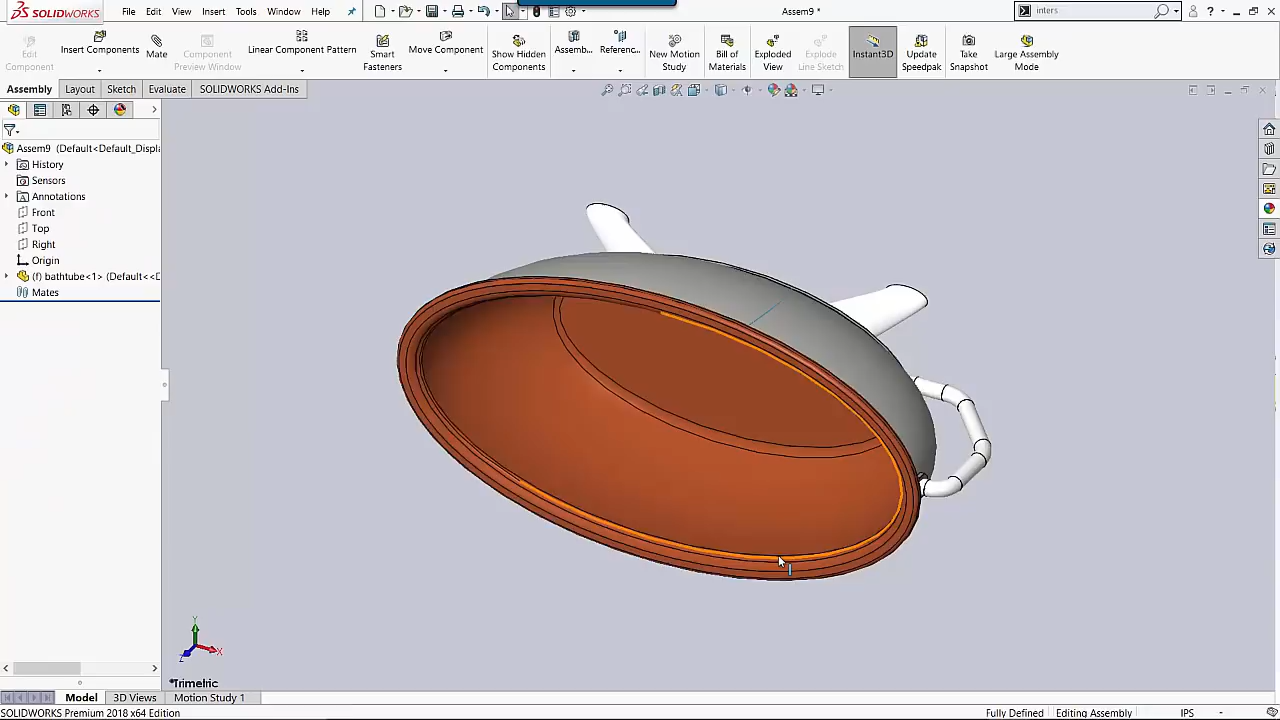 SOLIDWORKS
File Edit View Insert Tools Window Help
Assem9 *
inters
Edit Component
Insert Components
Mate
Component Preview Window
Linear Component Pattern
Smart Fasteners
Move Component
Show Hidden Components
Assemb...
Referenc...
New Motion Study
Bill of Materials
Exploded View
Explode Line Sketch
Instant3D
Update Speedpak
Take Snapshot
Large Assembly Mode
Assembly Layout Sketch Evaluate SOLIDWORKS Add-Ins
Assem9 (Default<Default_Displa
History
Sensors
Annotations
Front
Top
Right
Origin
(f) bathtube<1> (Default<<D
Mates
Y
X
Z
*Trimetric
Model 3D Views Motion Study 1
SOLIDWORKS Premium 2018 x64 Edition
Fully Defined Editing Assembly IPS -